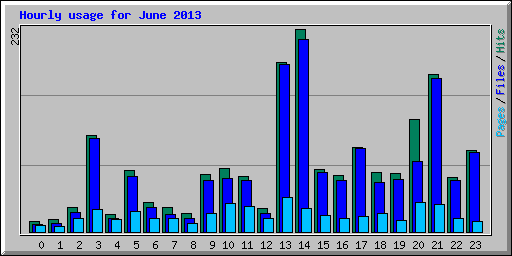 Hourly usage for June 2013
232
Pages/Files/Hits
0 1 2 3 4 5 6 7 8 9 10 11 12 13 14 15 16 17 18 19 20 21 22 23